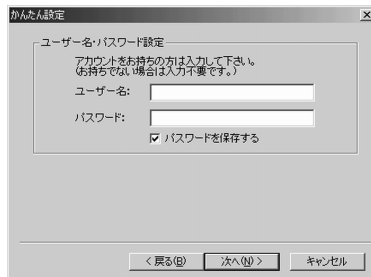 かんたん設定
ユーザー名・パスワード設定
アカウントをお持ちの方は入力して下さい。
(お持ちでない場合は入力不要です。)
ユーザー名:
パスワード:
パスワードを保存する
< 戻る(B)
次へ(N) >
キャンセル